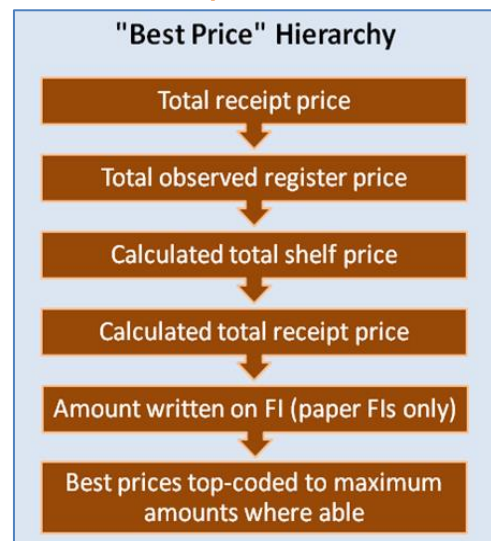 "Best Price" Hierarchy
Total receipt price
Total observed register price
Calculated total shelf price
Calculated total receipt price
Amount written on FI (paper FIs only)
Best prices top-coded to maximum
amounts where able